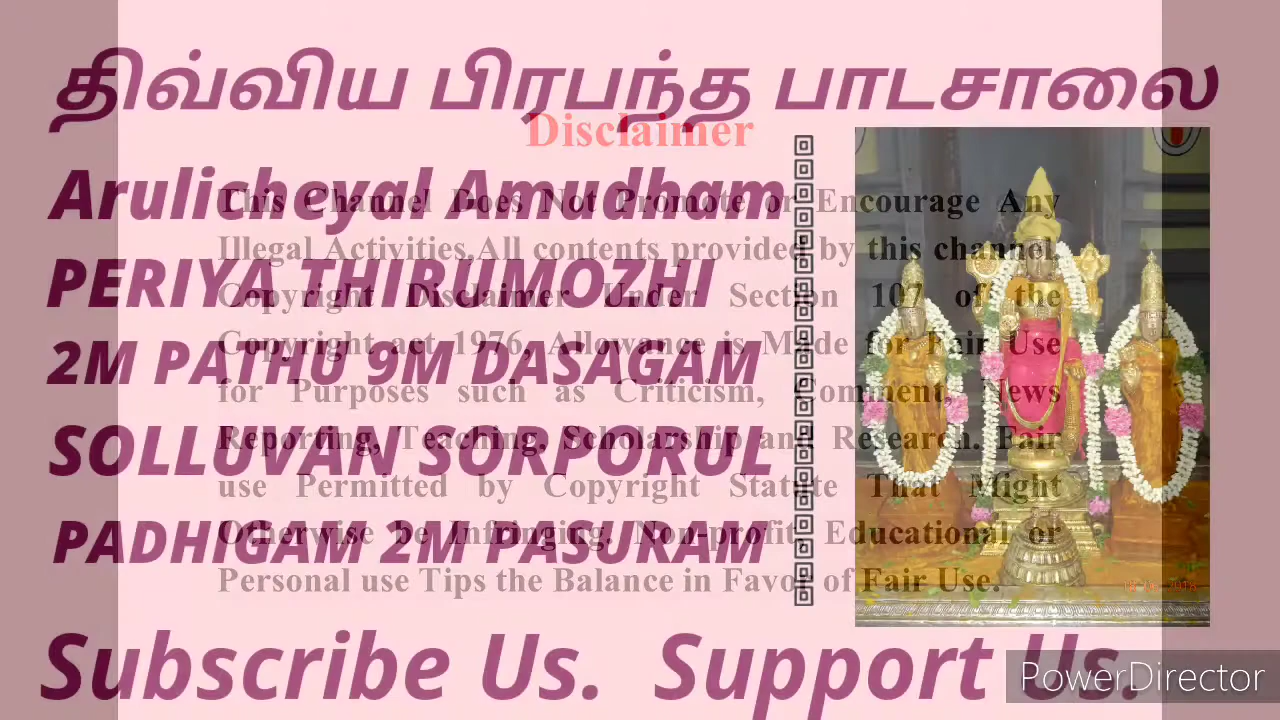 திவ்விய பிரபந்த பாடசாலை
Disclaimer
Arulicheyal Amudham
This Channel Does Not Promote or Encourage Any
Illegal Activities,All contents provided by this channel.
PERIYA THIRUMOZHI
Copyright Disclaimer Under Section 107 of the
Copyright act 1976, Allowance is Made for Fair Use
2M PATHU 9M DASAGAM
for Purposes such as Criticism, Comment, News
Reporting, Teaching, Scholarship and Research. Fair
SOLLUVAN SORPORUL
use Permitted by Copyright Statute That Might
Otherwise be Infringing. Non-profit, Educational or
PADHIGAM 2M PASURAM
Personal use Tips the Balance in Favor of Fair Use.
Subscribe Us. Support Us.
PowerDirector